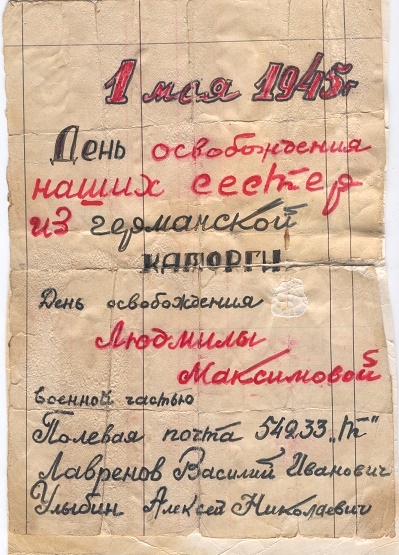 1 мая 1945г
День освобождения
наших сестер
из германской
каторги
День освобождения
Людмилы
Максимовой
военной частью
Полевая почта 54233 „т"
Лавренов Василий Иванович
Улыбин Алексей Николаевич